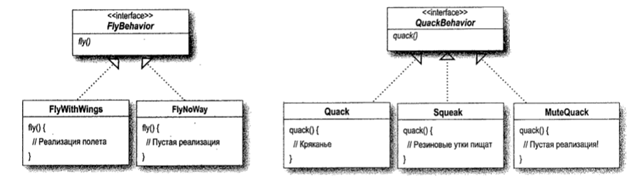 <<interface>>
FlyBehavior
fly()
<<interface>>
QuackBehavior
quack()
FlyWithWings
fly() {
// Реализация полета
}
FlyNoWay
fly() {
// Пустая реализация
}
Quack
quack() {
// Кряканье
}
Squeak
quack() {
// Резиновые утки пищат
}
MuteQuack
quack() {
// Пустая реализация!
}